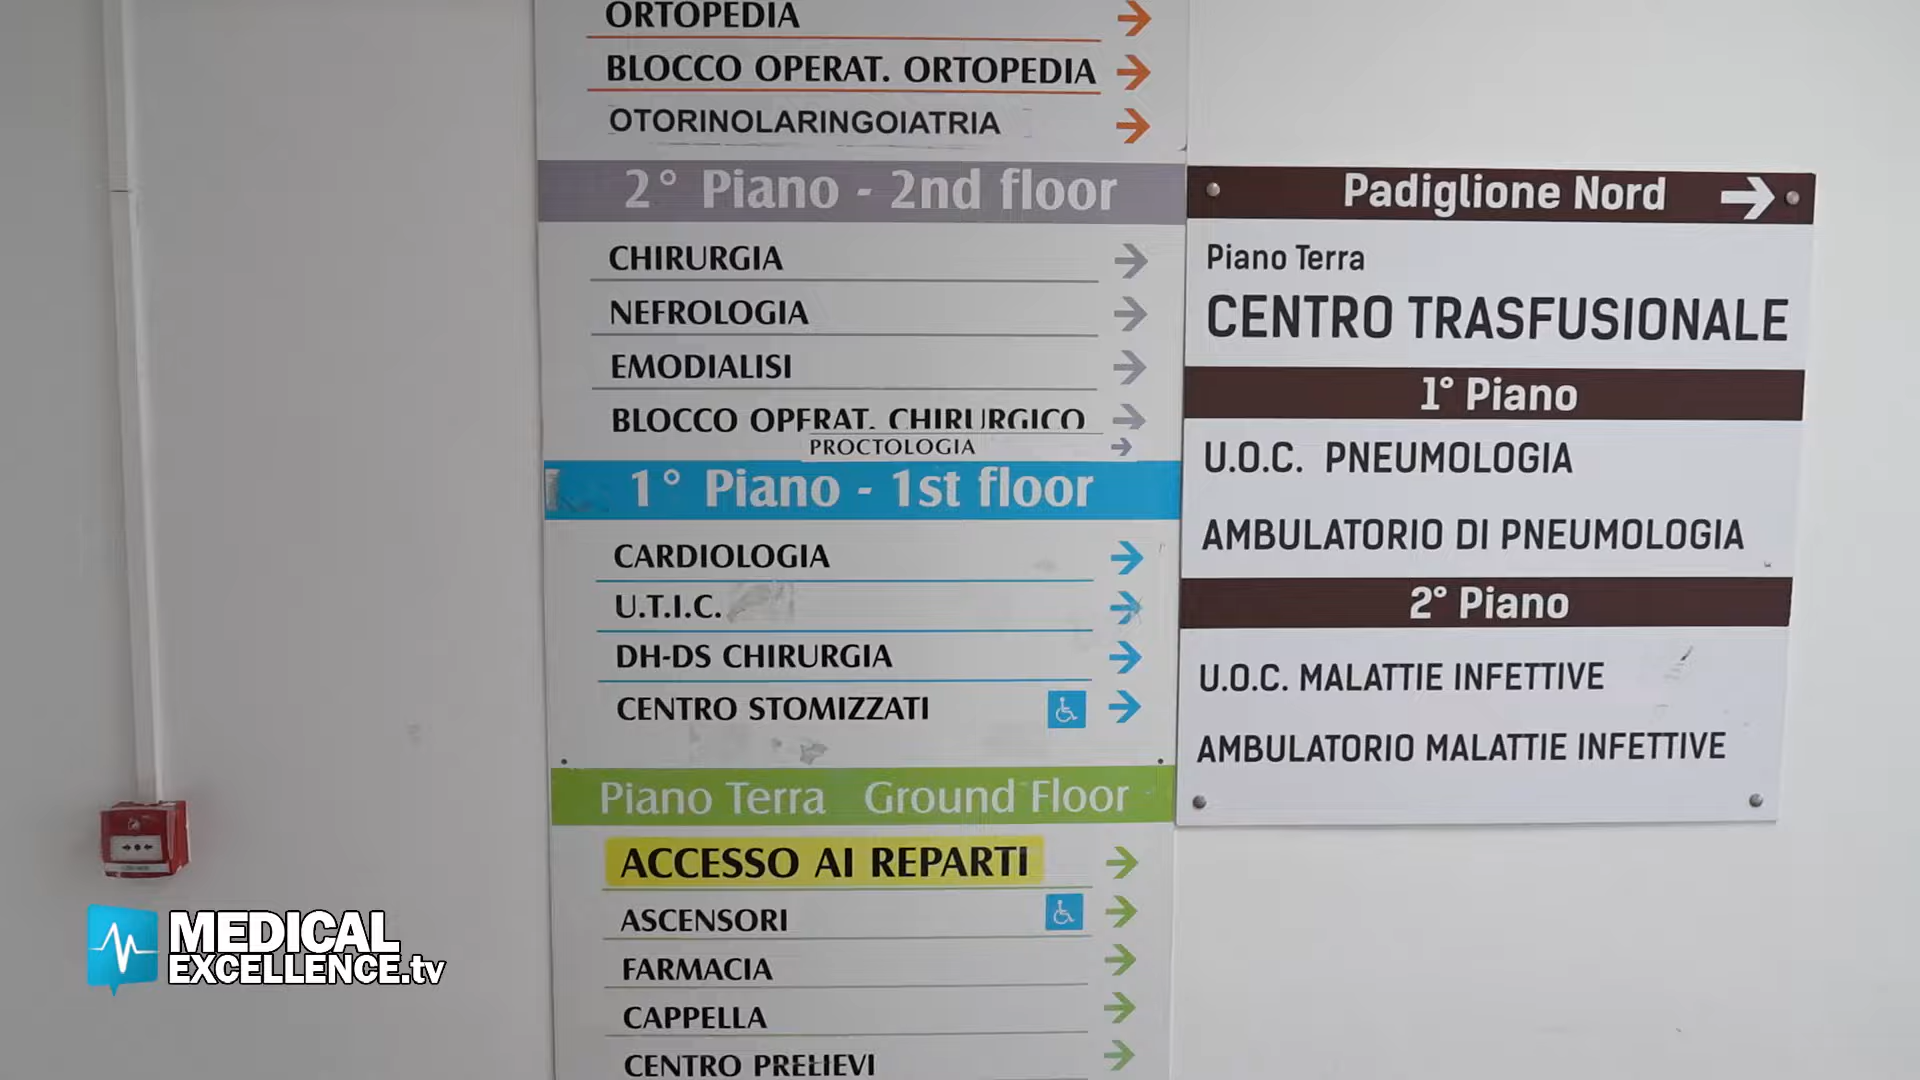 ORTOPEDIA
BLOCCO OPERAT. ORTOPEDIA
OTORINOLARINGOIATRIA
2° Piano - 2nd floor
CHIRURGIA
NEFROLOGIA
EMODIALISI
BLOCCO OPERAT. CHIRURGICO
PROCTOLOGIA
1° Piano - 1st floor
CARDIOLOGIA
U.T.I.C.
DH-DS CHIRURGIA
CENTRO STOMIZZATI
Piano Terra Ground Floor
ACCESSO AI REPARTI
ASCENSORI
FARMACIA
CAPPELLA
CENTRO PRELIEVI
Padiglione Nord
Piano Terra
CENTRO TRASFUSIONALE
1° Piano
U.O.C. PNEUMOLOGIA
AMBULATORIO DI PNEUMOLOGIA
2° Piano
U.O.C. MALATTIE INFETTIVE
AMBULATORIO MALATTIE INFETTIVE
MEDICAL
EXCELLENCE.tv